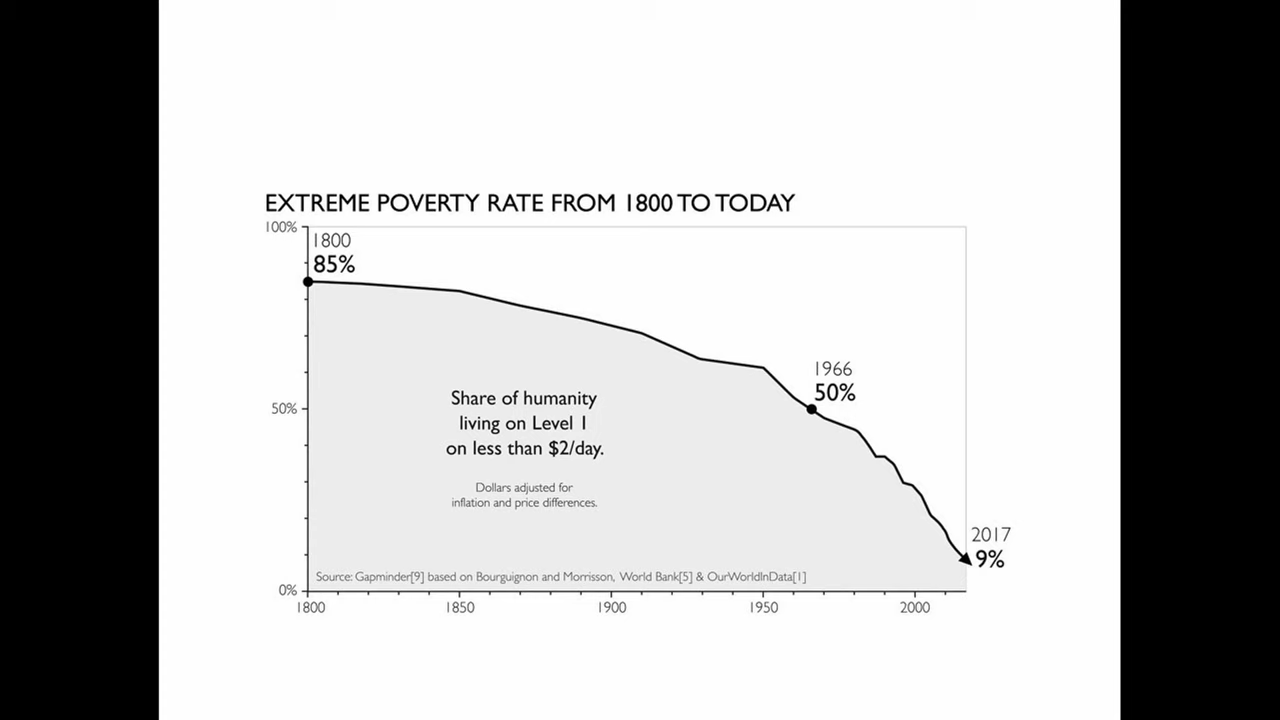 EXTREME POVERTY RATE FROM 1800 TO TODAY
100%
1800
85%
1966
50%
50%
Share of humanity
living on Level 1
on less than $2/day.
Dollars adjusted for
inflation and price differences.
2017
9%
Source: Gapminder[9] based on Bourguignon and Morrisson, World Bank[5] & OurWorldInData[1]
0%
1800 1850 1900 1950 2000